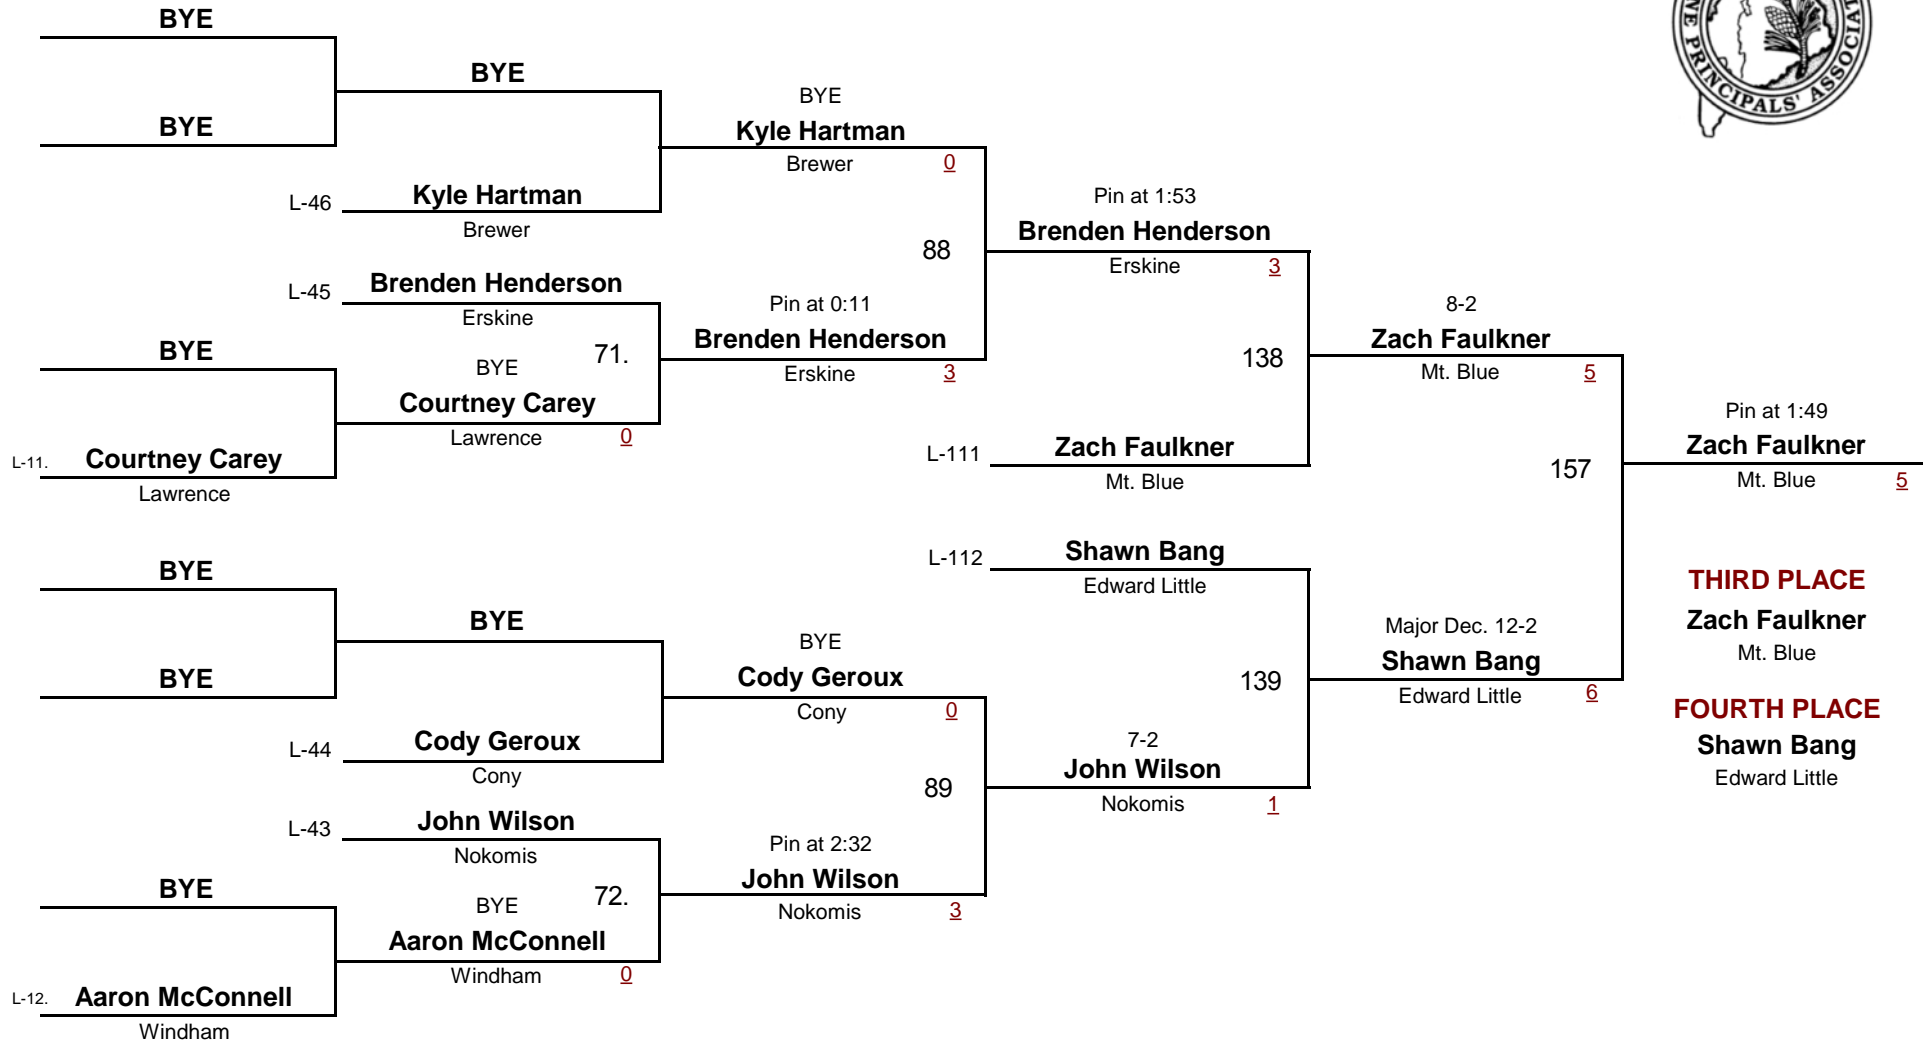 BYE
BYE
BYE
L-46 Kyle Hartman
Brewer
BYE
Kyle Hartman
Brewer 0
L-45 Brenden Henderson
Erskine
BYE
L-11. Courtney Carey
Lawrence
BYE
Courtney Carey
Lawrence 0
71.
Pin at 0:11
Brenden Henderson
Erskine 3
88
Pin at 1:53
Brenden Henderson
Erskine 3
L-111 Zach Faulkner
Mt. Blue
138
8-2
Zach Faulkner
Mt. Blue 5
BYE
BYE
BYE
L-44 Cody Geroux
Cony
BYE
Cody Geroux
Cony 0
L-43 John Wilson
Nokomis
BYE
L-12. Aaron McConnell
Windham
BYE
Aaron McConnell
Windham 0
72.
Pin at 2:32
John Wilson
Nokomis 3
89
7-2
John Wilson
Nokomis 1
L-112 Shawn Bang
Edward Little
139
Major Dec. 12-2
Shawn Bang
Edward Little 6
157
Pin at 1:49
Zach Faulkner
Mt. Blue 5
THIRD PLACE
Zach Faulkner
Mt. Blue
FOURTH PLACE
Shawn Bang
Edward Little
PRINCIPALS'